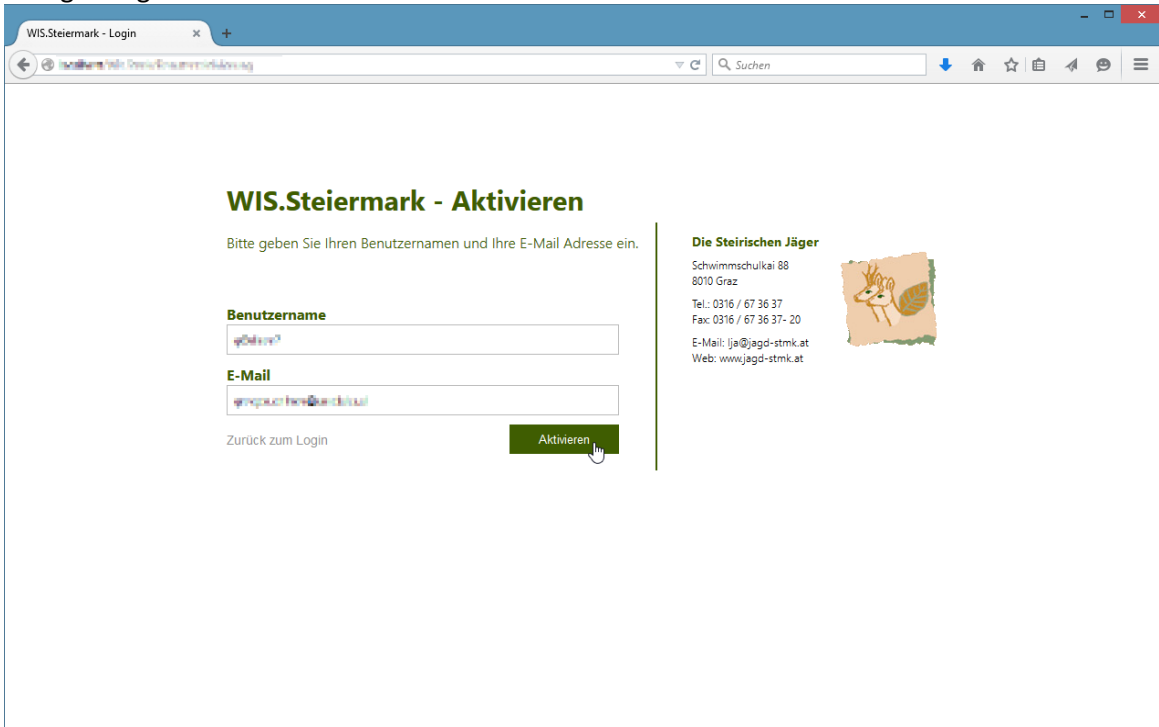 WIS.Steiermark - Login
Suchen
WIS.Steiermark - Aktivieren
Bitte geben Sie Ihren Benutzernamen und Ihre E-Mail Adresse ein.
Benutzername
E-Mail
Zurück zum Login
Aktivieren
Die Steirischen Jäger
Schwimmschulkai 88
8010 Graz
Tel.: 0316 / 67 36 37
Fax: 0316 / 67 36 37- 20
E-Mail: lja@jagd-stmk.at
Web: www.jagd-stmk.at